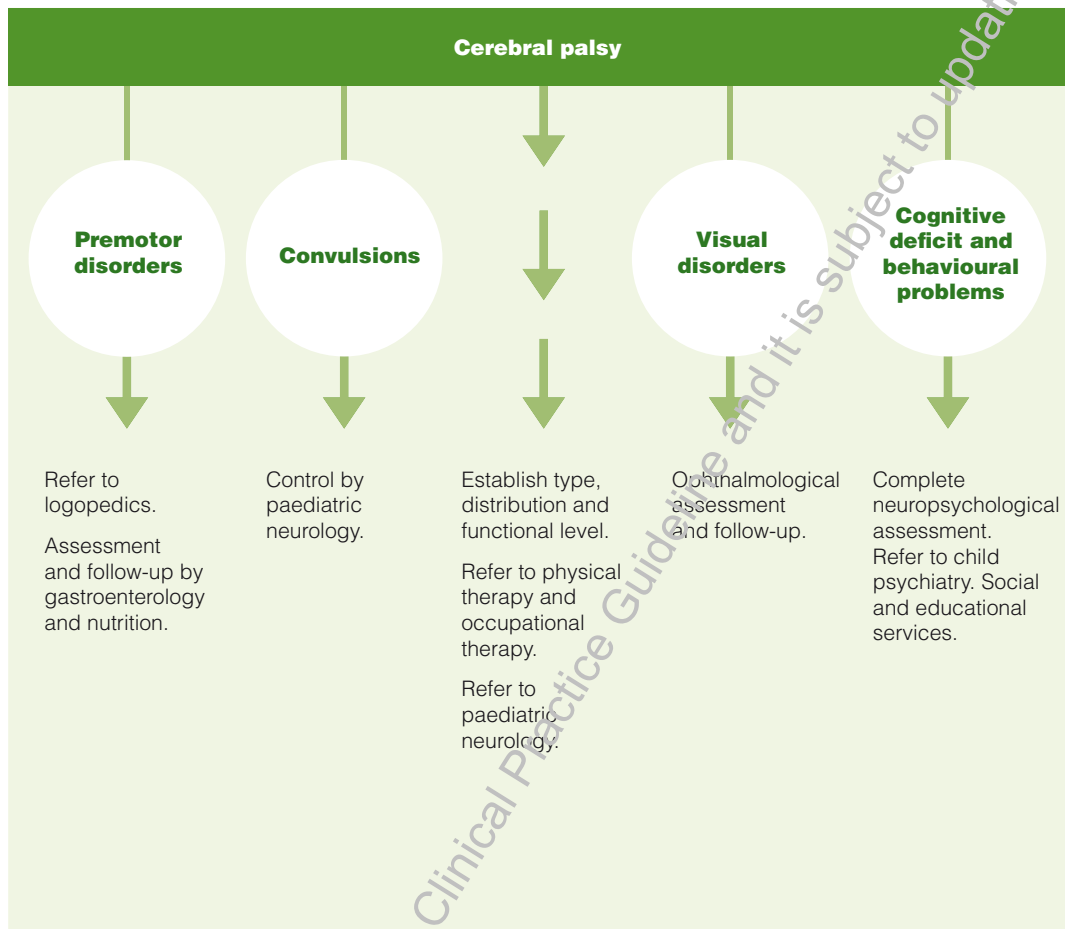 Cerebral palsy
Premotor
disorders
Convulsions
Visual
disorders
Cognitive
deficit and
behavioural
problems
Refer to
logopedics.
Assessment
and follow-up by
gastroenterology
and nutrition.
Control by
paediatric
neurology.
Establish type,
distribution and
functional level.
Refer to physical
therapy and
occupational
therapy.
Refer to
paediatric
neurology.
Ophthalmological
assessment
and follow-up.
Complete
neuropsychological
assessment.
Refer to child
psychiatry. Social
and educational
services.
Clinical Practice Guideline and it is subject to updati